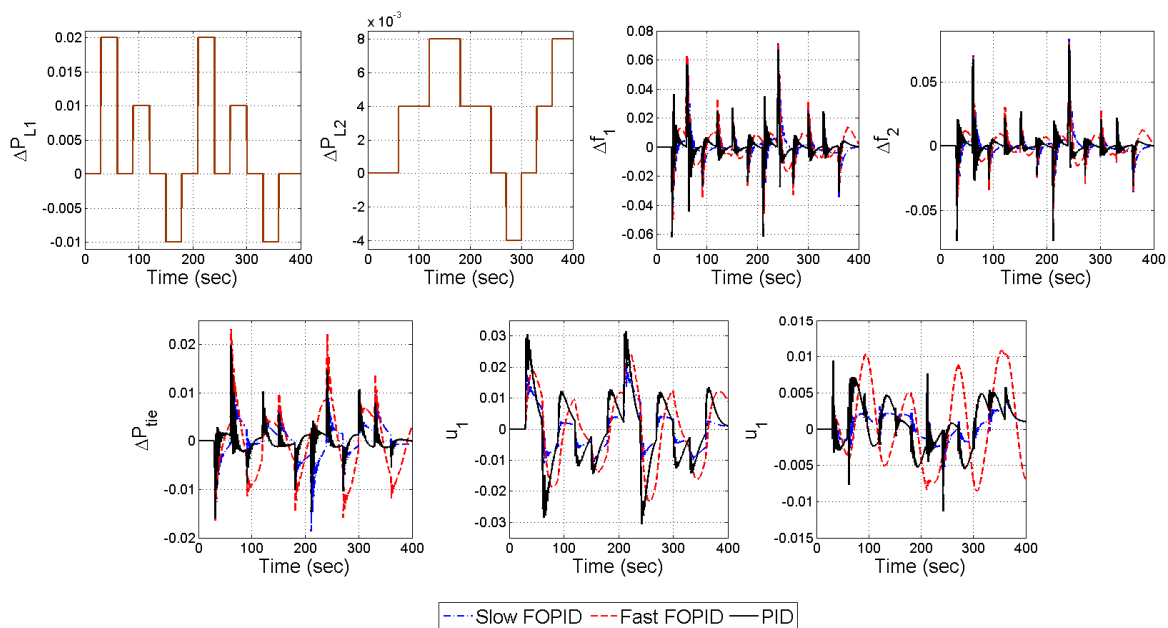 0.02
0.015
0.01
0.005
0
-0.005
-0.01
ΔP_L1
0 100 200 300 400
Time (sec)
x 10^-3
8
6
4
2
0
-2
-4
ΔP_L2
0 100 200 300 400
Time (sec)
0.08
0.06
0.04
0.02
0
-0.02
0.04
-0.06
Δf_1
0 100 200 300 400
Time (sec)
0.05
0
-0.05
Δf_2
0 100 200 300 400
Time (sec)
0.02
0.01
0
-0.01
-0.02
ΔP_tie
0 100 200 300 400
Time (sec)
0.03
0.02
0.01
0
-0.01
-0.02
-0.03
u_1
0 100 200 300 400
Time (sec)
0.015
0.01
0.005
0
-0.005
-0.01
-0.015
u_1
0 100 200 300 400
Time (sec)
Slow FOPID Fast FOPID PID